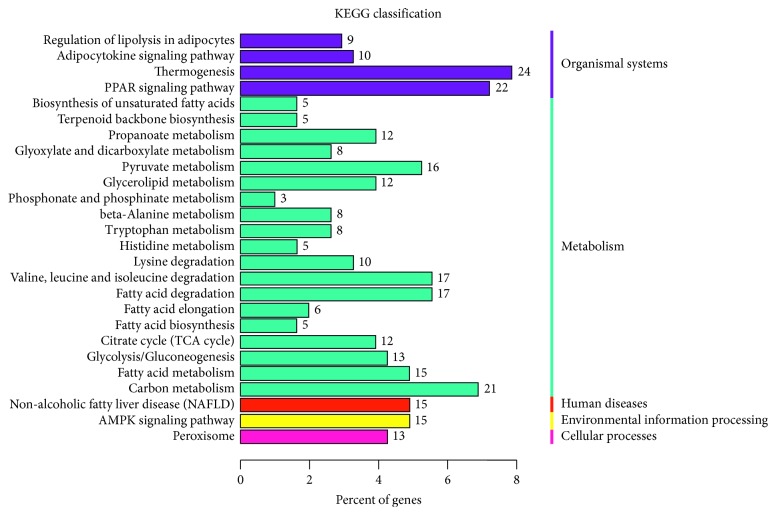 KEGG classification
Regulation of lipolysis in adipocytes 9
Adipocytokine signaling pathway 10
Thermogenesis 24
PPAR signaling pathway 22
Organismal systems
Biosynthesis of unsaturated fatty acids 5
Terpenoid backbone biosynthesis 5
Propanoate metabolism 12
Glyoxylate and dicarboxylate metabolism 8
Pyruvate metabolism 16
Glycerolipid metabolism 12
Phosphonate and phosphinate metabolism 3
beta-Alanine metabolism 8
Tryptophan metabolism 8
Histidine metabolism 5
Lysine degradation 10
Valine, leucine and isoleucine degradation 17
Fatty acid degradation 17
Fatty acid elongation 6
Fatty acid biosynthesis 5
Citrate cycle (TCA cycle) 12
Glycolysis/Gluconeogenesis 13
Fatty acid metabolism 15
Carbon metabolism 21
Metabolism
Non-alcoholic fatty liver disease (NAFLD) 15 Human diseases
AMPK signaling pathway 15 Environmental information processing
Peroxisome 13 Cellular processes
0 2 4 6 8
Percent of genes